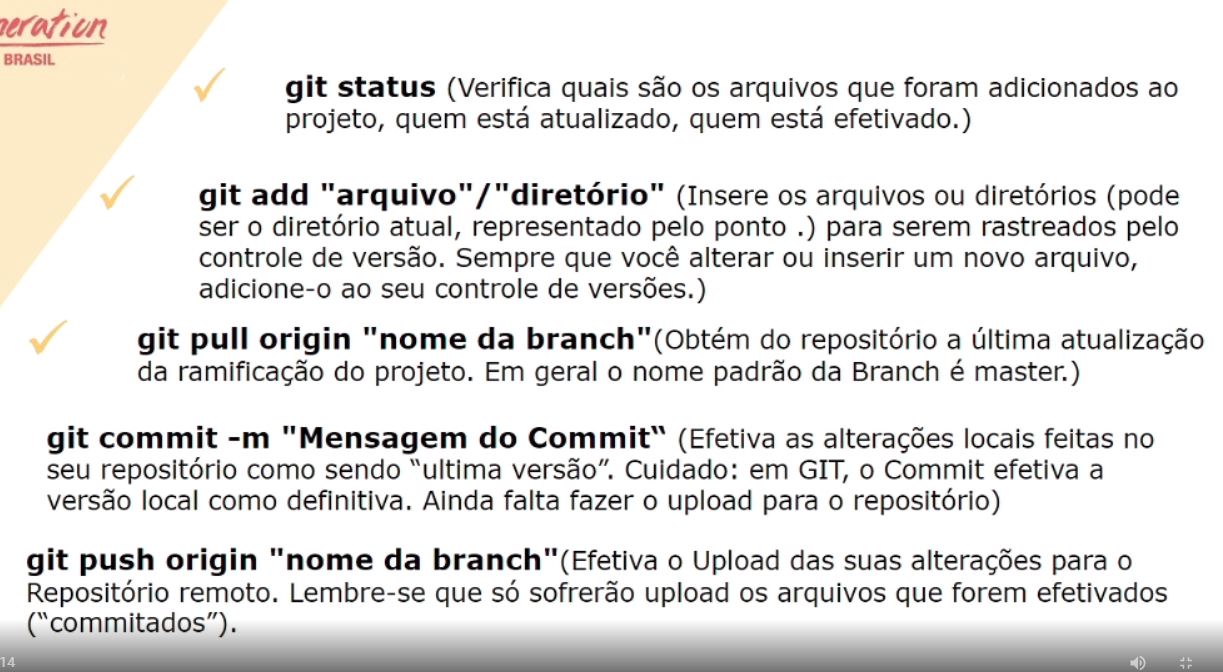 neration
BRASIL
git status (Verifica quais são os arquivos que foram adicionados ao
projeto, quem está atualizado, quem está efetivado.)
git add "arquivo"/"diretório" (Insere os arquivos ou diretórios (pode
ser o diretório atual, representado pelo ponto .) para serem rastreados pelo
controle de versão. Sempre que você alterar ou inserir um novo arquivo,
adicione-o ao seu controle de versões.)
git pull origin "nome da branch"(Obtém do repositório a última atualização
da ramificação do projeto. Em geral o nome padrão da Branch é master.)
git commit -m "Mensagem do Commit“ (Efetiva as alterações locais feitas no
seu repositório como sendo “ultima versão”. Cuidado: em GIT, o Commit efetiva a
versão local como definitiva. Ainda falta fazer o upload para o repositório)
git push origin "nome da branch"(Efetiva o Upload das suas alterações para o
Repositório remoto. Lembre-se que só sofrerão upload os arquivos que forem efetivados
(“commitados”).
14